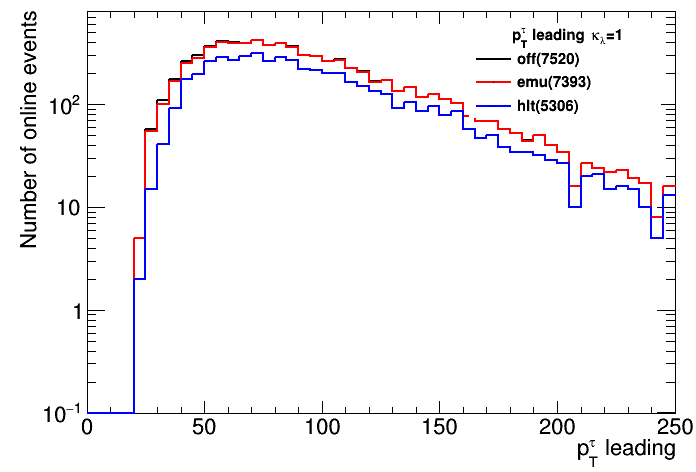 Number of online events
p_T^τ leading κ_λ=1
off(7520)
emu(7393)
hlt(5306)
10²
10
1
10⁻¹
0 50 100 150 200 250
p_T^τ leading